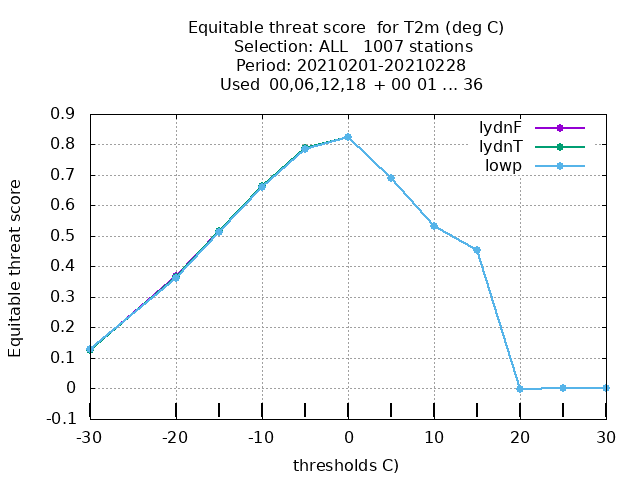 Equitable threat score  for T2m (deg C)
Selection: ALL   1007 stations
Period: 20210201-20210228
Used  00,06,12,18  + 00 01 ... 36
lydnF
lydnT
lowp
Equitable threat score
0.9
0.8
0.7
0.6
0.5
0.4
0.3
0.2
0.1
0
-0.1
-30 -20 -10 0 10 20 30
thresholds C)